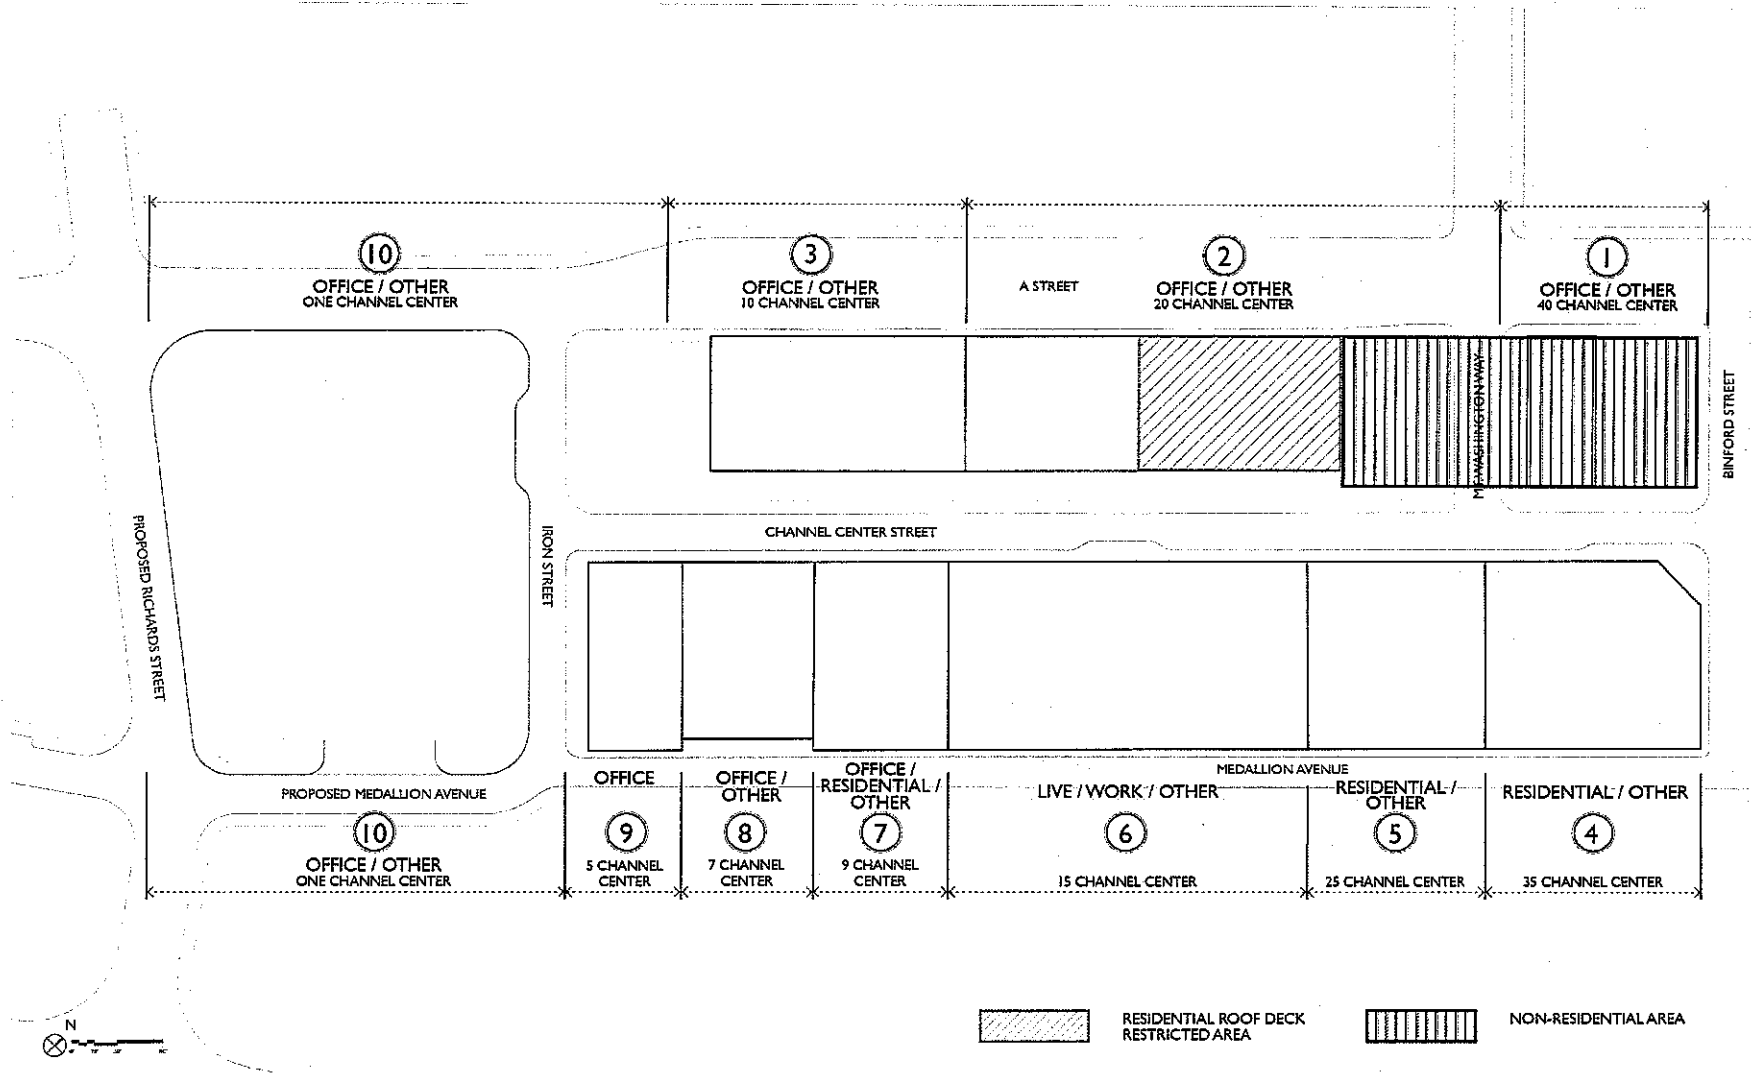 10
OFFICE / OTHER
ONE CHANNEL CENTER
3
OFFICE / OTHER
10 CHANNEL CENTER
A STREET
2
OFFICE / OTHER
20 CHANNEL CENTER
1
OFFICE / OTHER
40 CHANNEL CENTER
BINFORD STREET
CHANNEL CENTER STREET
PROPOSED RICHARDS STREET
IRON STREET
MEDALLION AVENUE
PROPOSED MEDALLION AVENUE
10
OFFICE / OTHER
ONE CHANNEL CENTER
OFFICE
9
5 CHANNEL
CENTER
OFFICE /
OTHER
8
7 CHANNEL
CENTER
OFFICE /
RESIDENTIAL /
OTHER
7
9 CHANNEL
CENTER
LIVE / WORK / OTHER
6
15 CHANNEL CENTER
RESIDENTIAL /
OTHER
5
25 CHANNEL CENTER
RESIDENTIAL / OTHER
4
35 CHANNEL CENTER
N
RESIDENTIAL ROOF DECK
RESTRICTED AREA
NON-RESIDENTIAL AREA